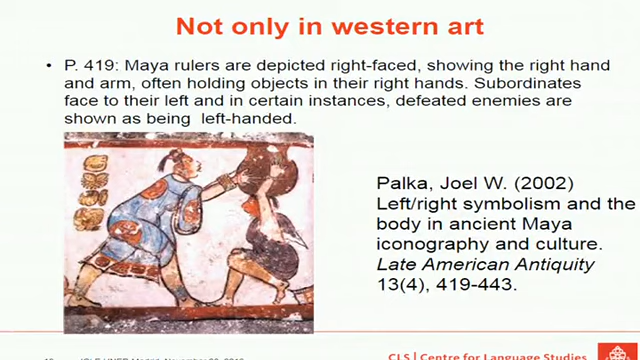 Not only in western art
• P. 419: Maya rulers are depicted right-faced, showing the right hand
and arm, often holding objects in their right hands. Subordinates
face to their left and in certain instances, defeated enemies are
shown as being left-handed.
Palka, Joel W. (2002)
Left/right symbolism and the
body in ancient Maya
iconography and culture.
Late American Antiquity
13(4), 419-443.
CLS | Centre for Language Studies